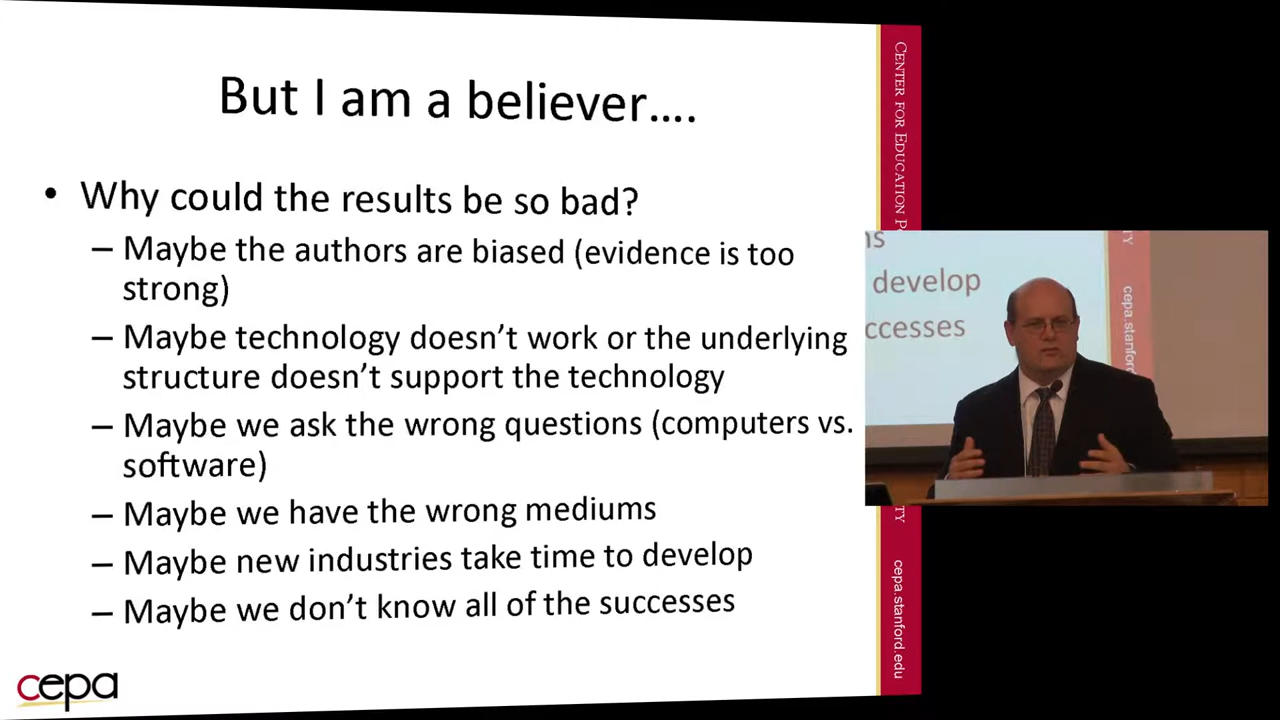 But I am a believer….
• Why could the results be so bad?
– Maybe the authors are biased (evidence is too
strong)
– Maybe technology doesn't work or the underlying
structure doesn't support the technology
– Maybe we ask the wrong questions (computers vs.
software)
– Maybe we have the wrong mediums
– Maybe new industries take time to develop
– Maybe we don't know all of the successes
cepa
CENTER FOR EDUCATION
cepa.stanford.edu
develop
cepa.stanford